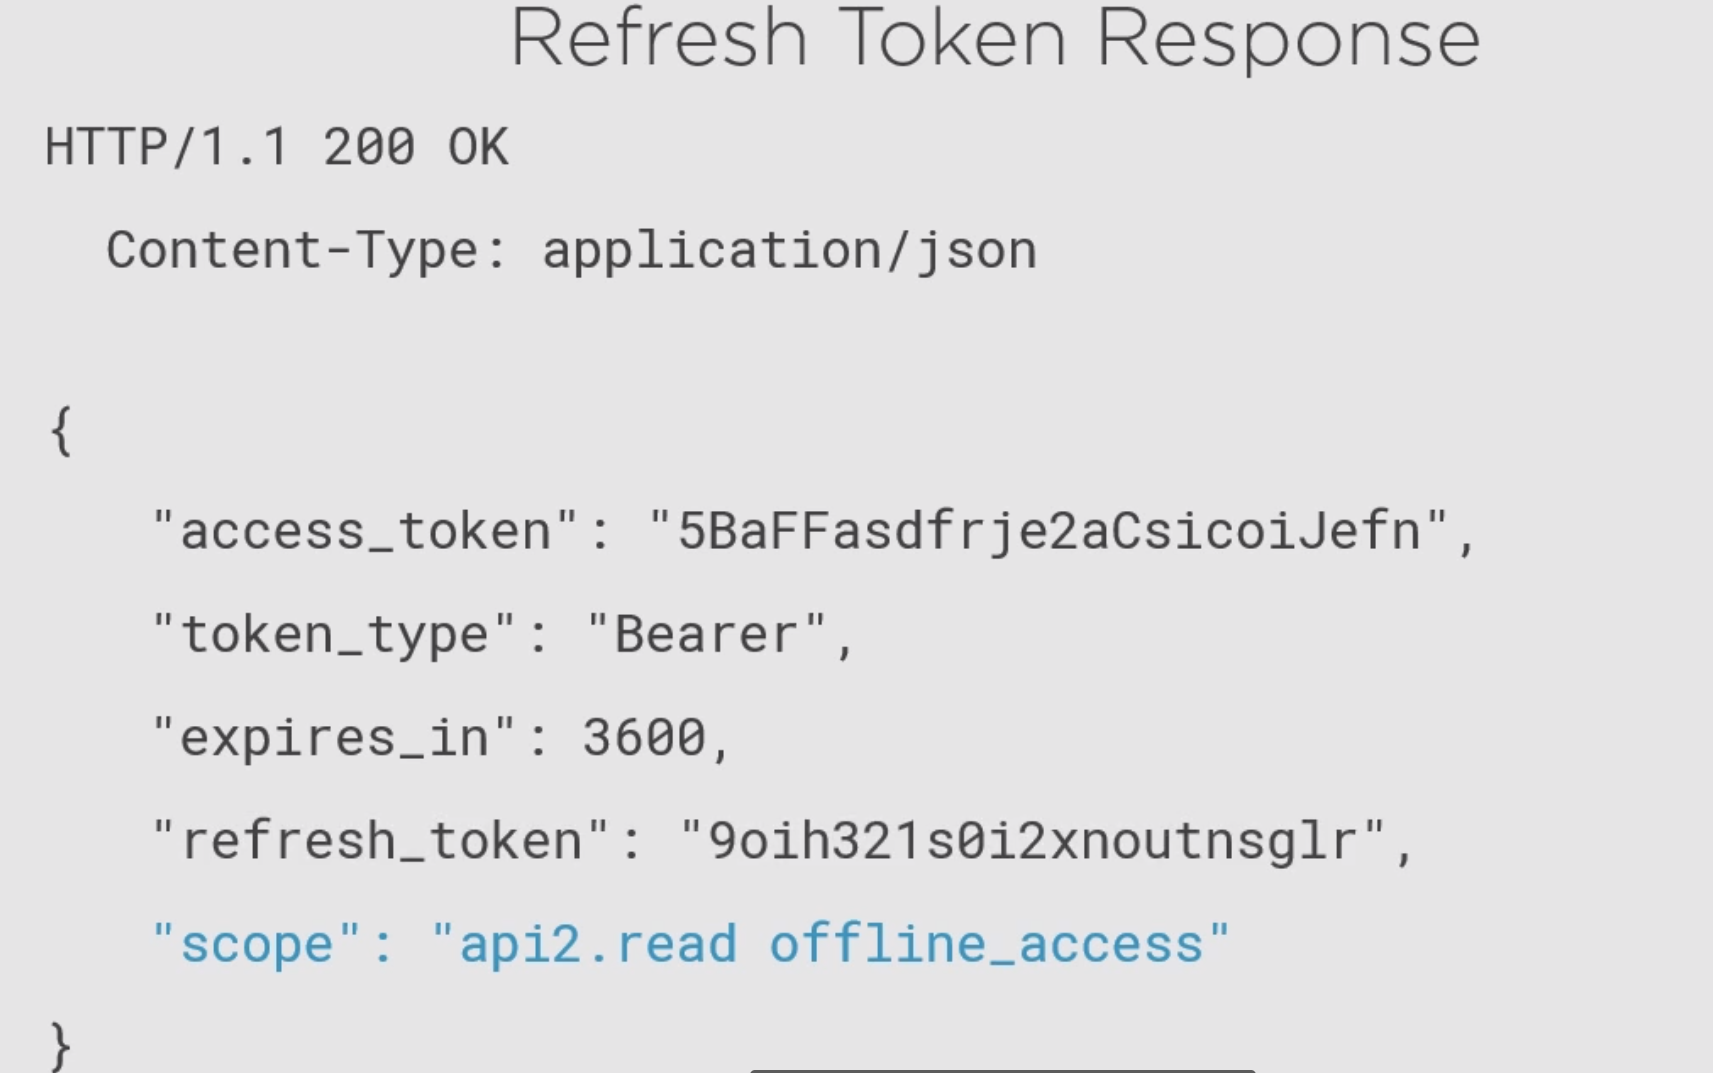 Refresh Token Response
HTTP/1.1 200 OK
Content-Type: application/json
{
"access_token": "5BaFFasdfrje2aCsicoiJefn",
"token_type": "Bearer",
"expires_in": 3600,
"refresh_token": "9oih321s0i2xnoutnsglr",
"scope": "api2.read offline_access"
}